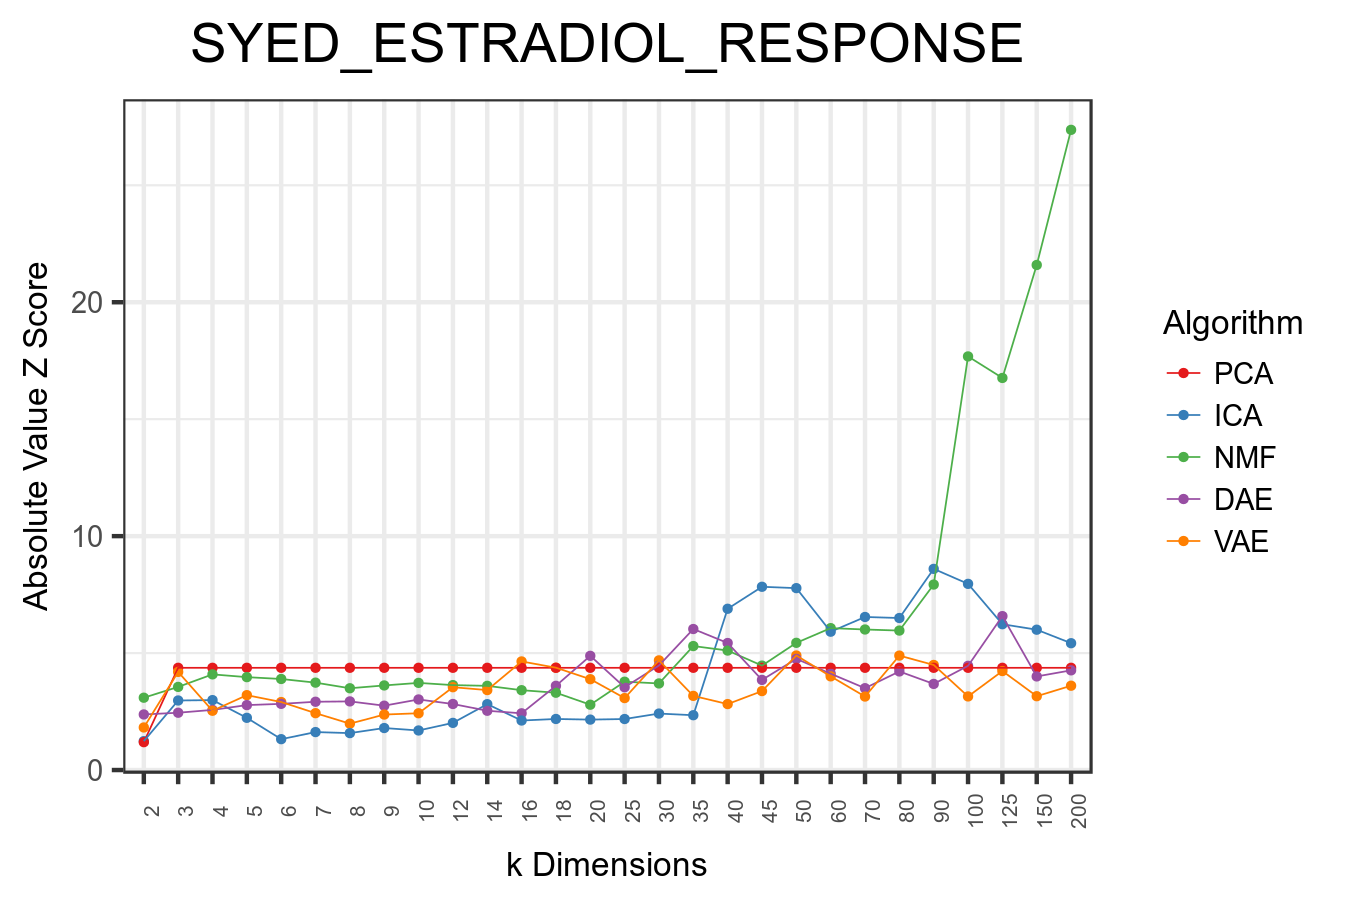 SYED_ESTRADIOL_RESPONSE
Absolute Value Z Score
20
10
0
2 3 4 5 6 7 8 9 10 12 14 16 18 20 25 30 35 40 45 50 60 70 80 90 100 125 150 200
k Dimensions
Algorithm
PCA
ICA
NMF
DAE
VAE